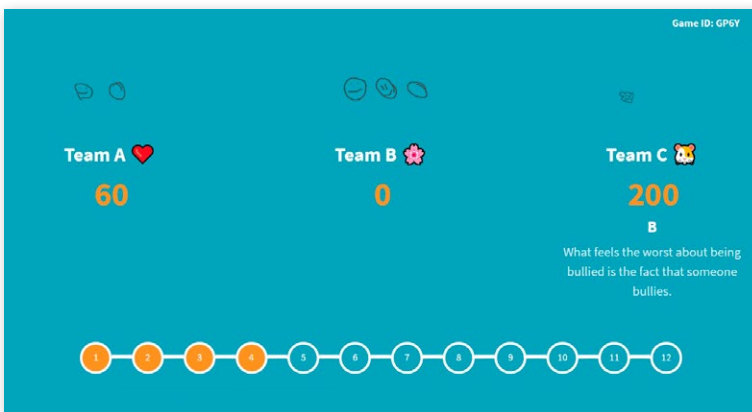 Game ID: GP6Y
Team A ❤️
60
Team B 🌸
0
Team C 🐹
200
B
What feels the worst about being
bullied is the fact that someone
bullies.
1 2 3 4 5 6 7 8 9 10 11 12